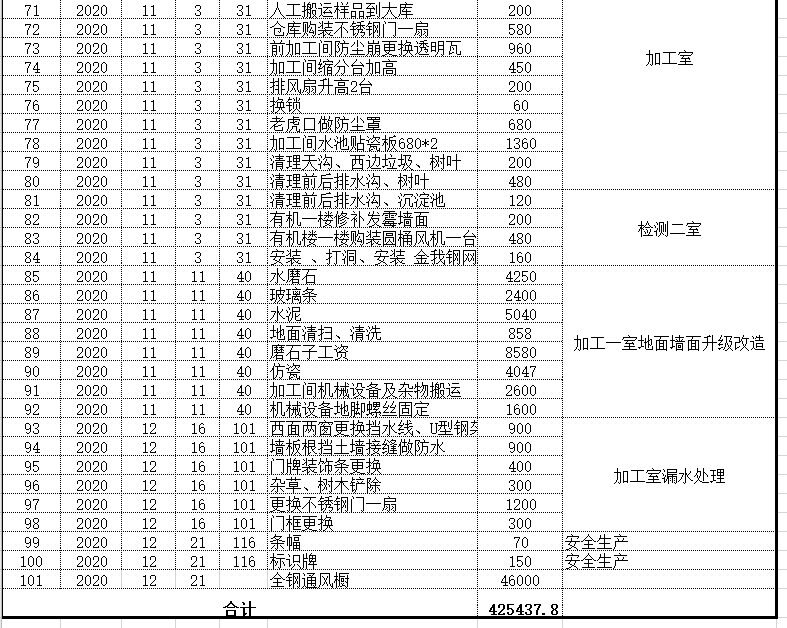 71 2020 11 3 31 人工搬运样品到大库 200
72 2020 11 3 31 仓库购装不锈钢门一扇 580
73 2020 11 3 31 前加工间防尘崩更换透明瓦 960 加工室
74 2020 11 3 31 加工间缩分台加高 450
75 2020 11 3 31 排风扇升高2台 200
76 2020 11 3 31 换锁 60
77 2020 11 3 31 老虎口做防尘罩 680
78 2020 11 3 31 加工间水池贴瓷板680*2 1360
79 2020 11 3 31 清理天沟、西边垃圾、树叶 200
80 2020 11 3 31 清理前后排水沟、树叶 480
81 2020 11 3 31 清理前后排水沟、沉淀池 120
82 2020 11 3 31 有机一楼修补发霉墙面 200 检测二室
83 2020 11 3 31 有机楼一楼购装圆桶风机一台 480
84 2020 11 3 31 安装 、打洞、安装 金我钢网 160
85 2020 11 11 40 水磨石 4250
86 2020 11 11 40 玻璃条 2400
87 2020 11 11 40 水泥 5040
88 2020 11 11 40 地面清扫、清洗 858 加工一室地面墙面升级改造
89 2020 11 11 40 磨石子工资 8580
90 2020 11 11 40 仿瓷 4047
91 2020 11 11 40 加工间机械设备及杂物搬运 2600
92 2020 11 11 40 机械设备地脚螺丝固定 1600
93 2020 12 16 101 西面两窗更换挡水线、U型钢 900
94 2020 12 16 101 墙板根挡土墙接缝做防水 900
95 2020 12 16 101 门牌装饰条更换 400 加工室漏水处理
96 2020 12 16 101 杂草、树木铲除 300
97 2020 12 16 101 更换不锈钢门一扇 1200
98 2020 12 16 101 门框更换 300
99 2020 12 21 116 条幅 70 安全生产
100 2020 12 21 116 标识牌 150 安全生产
101 2020 12 21 全钢通风橱 46000
合计 425437.8